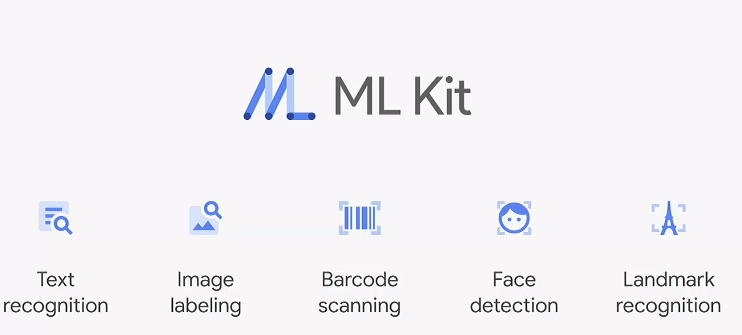 ML Kit
Text
recognition
Image
labeling
Barcode
scanning
Face
detection
Landmark
recognition